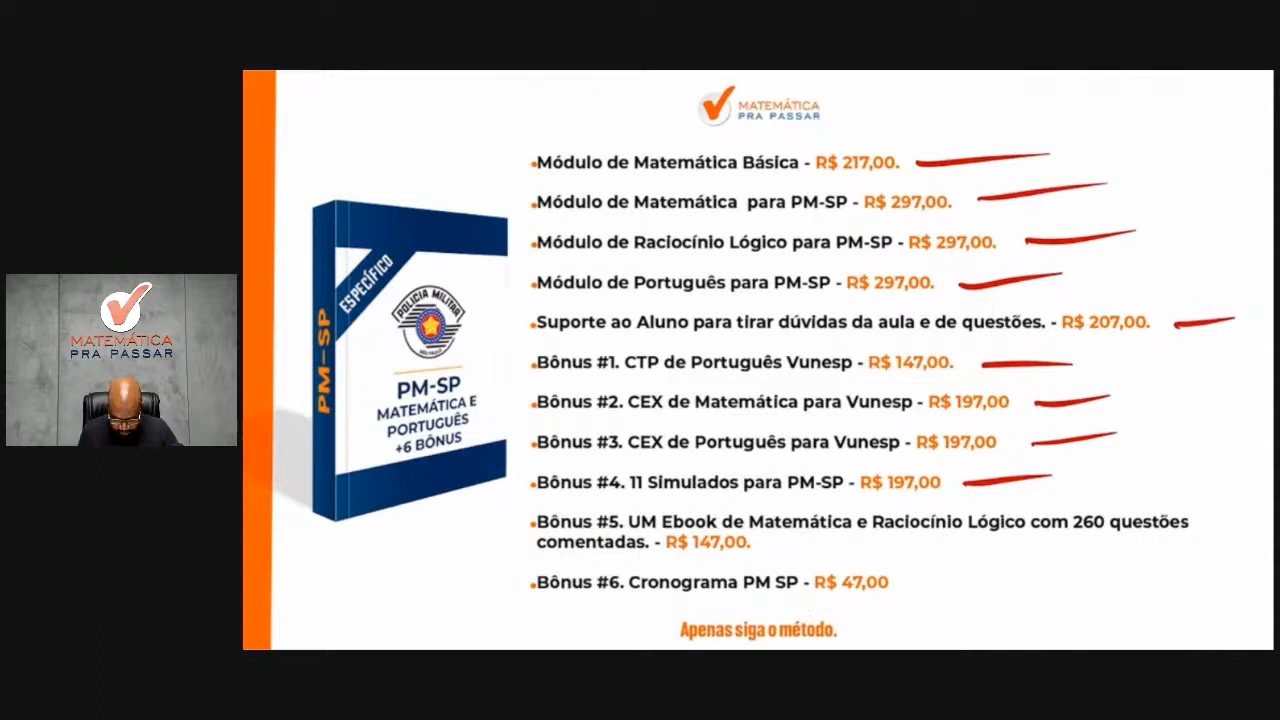 MATEMÁTICA
PRA PASSAR
•Módulo de Matemática Básica - R$ 217,00.
•Módulo de Matemática  para PM-SP - R$ 297,00.
•Módulo de Raciocínio Lógico para PM-SP - R$ 297,00.
•Módulo de Português para PM-SP - R$ 297,00.
•Suporte ao Aluno para tirar dúvidas da aula e de questões. - R$ 207,00.
•Bônus #1. CTP de Português Vunesp - R$ 147,00.
•Bônus #2. CEX de Matemática para Vunesp - R$ 197,00
•Bônus #3. CEX de Português para Vunesp - R$ 197,00
•Bônus #4. 11 Simulados para PM-SP - R$ 197,00
•Bônus #5. UM Ebook de Matemática e Raciocínio Lógico com 260 questões
comentadas. - R$ 147,00.
•Bônus #6. Cronograma PM SP - R$ 47,00
Apenas siga o método.
PM-SP
ESPECÍFICO
POLÍCIA MILITAR
SÃO PAULO
PM-SP
MATEMÁTICA E
PORTUGUÊS
+6 BÔNUS
MATEMÁTICA
PRA PASSAR